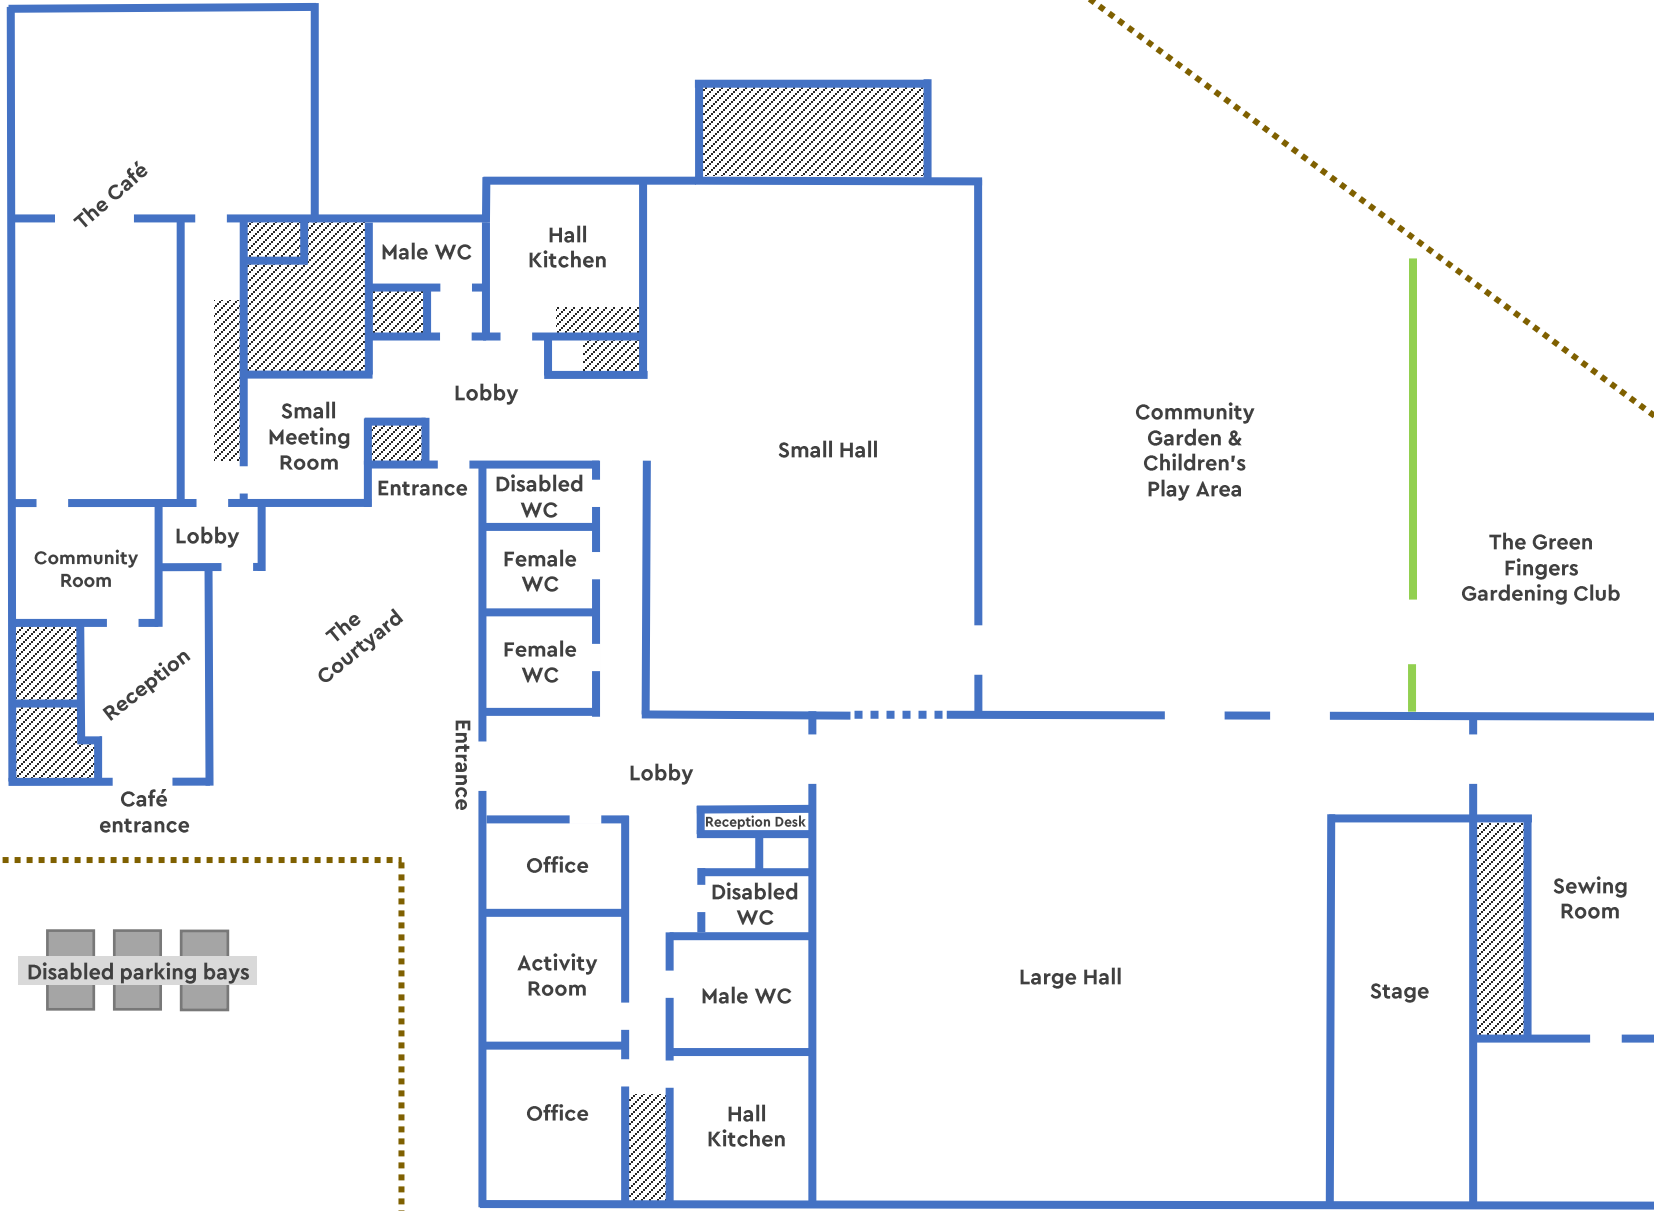 The Café
Male WC
Hall
Kitchen
Lobby
Small
Meeting
Room
Small Hall
Community
Garden &
Children's
Play Area
Entrance
Disabled
WC
Lobby
Community
Room
Female
WC
The Green
Fingers
Gardening Club
The
Courtyard
Female
WC
Reception
Entrance
Lobby
Café
entrance
Reception Desk
Office
Disabled
WC
Sewing
Room
Disabled parking bays
Activity
Room
Male WC
Large Hall
Stage
Office
Hall
Kitchen